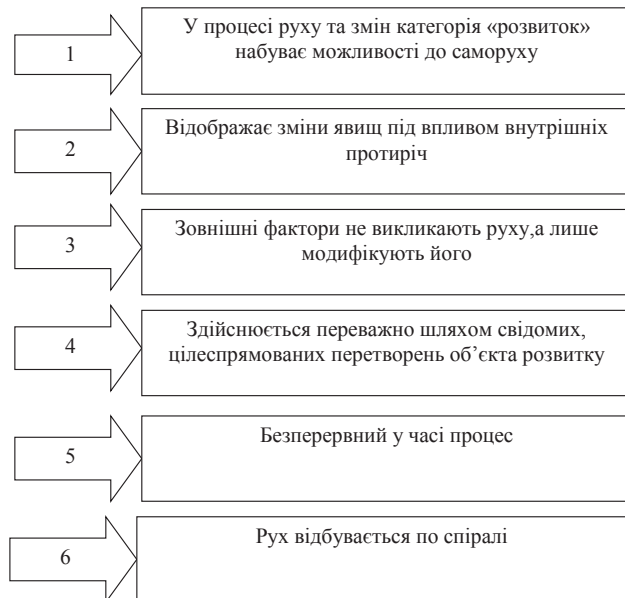 У процесі руху та змін категорія «розвиток»
1
набуває можливості до саморуху
Відображає зміни явищ під впливом внутрішніх
2
протиріч
Зовнішні фактори не викликають руху,а лише
3
модифікують його
Здійснюється переважно шляхом свідомих,
4
цілеспрямованих перетворень об’єкта розвитку
Безперервний у часі процес
5
Рух відбувається по спіралі
6